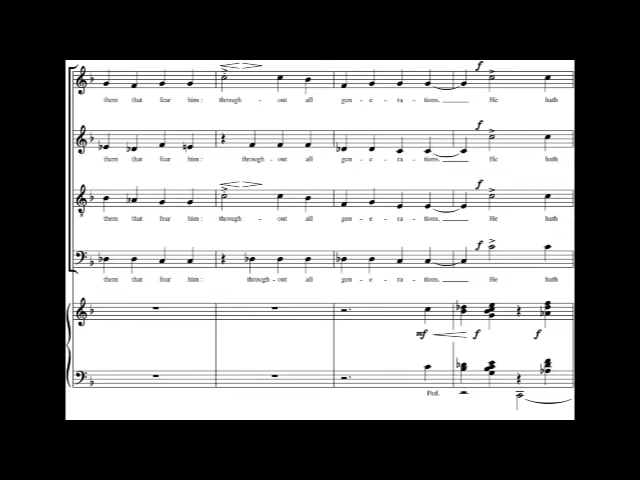 f
them that fear him: through - out all gen - e - ra - tions. He hath
f
them that fear him: through - out all gen - e - ra - tions. He hath
f
them that fear him: through - out all gen - e - ra - tions. He hath
f
them that fear him: through - out all gen - e - ra - tions. He hath
mf f f
Ped.